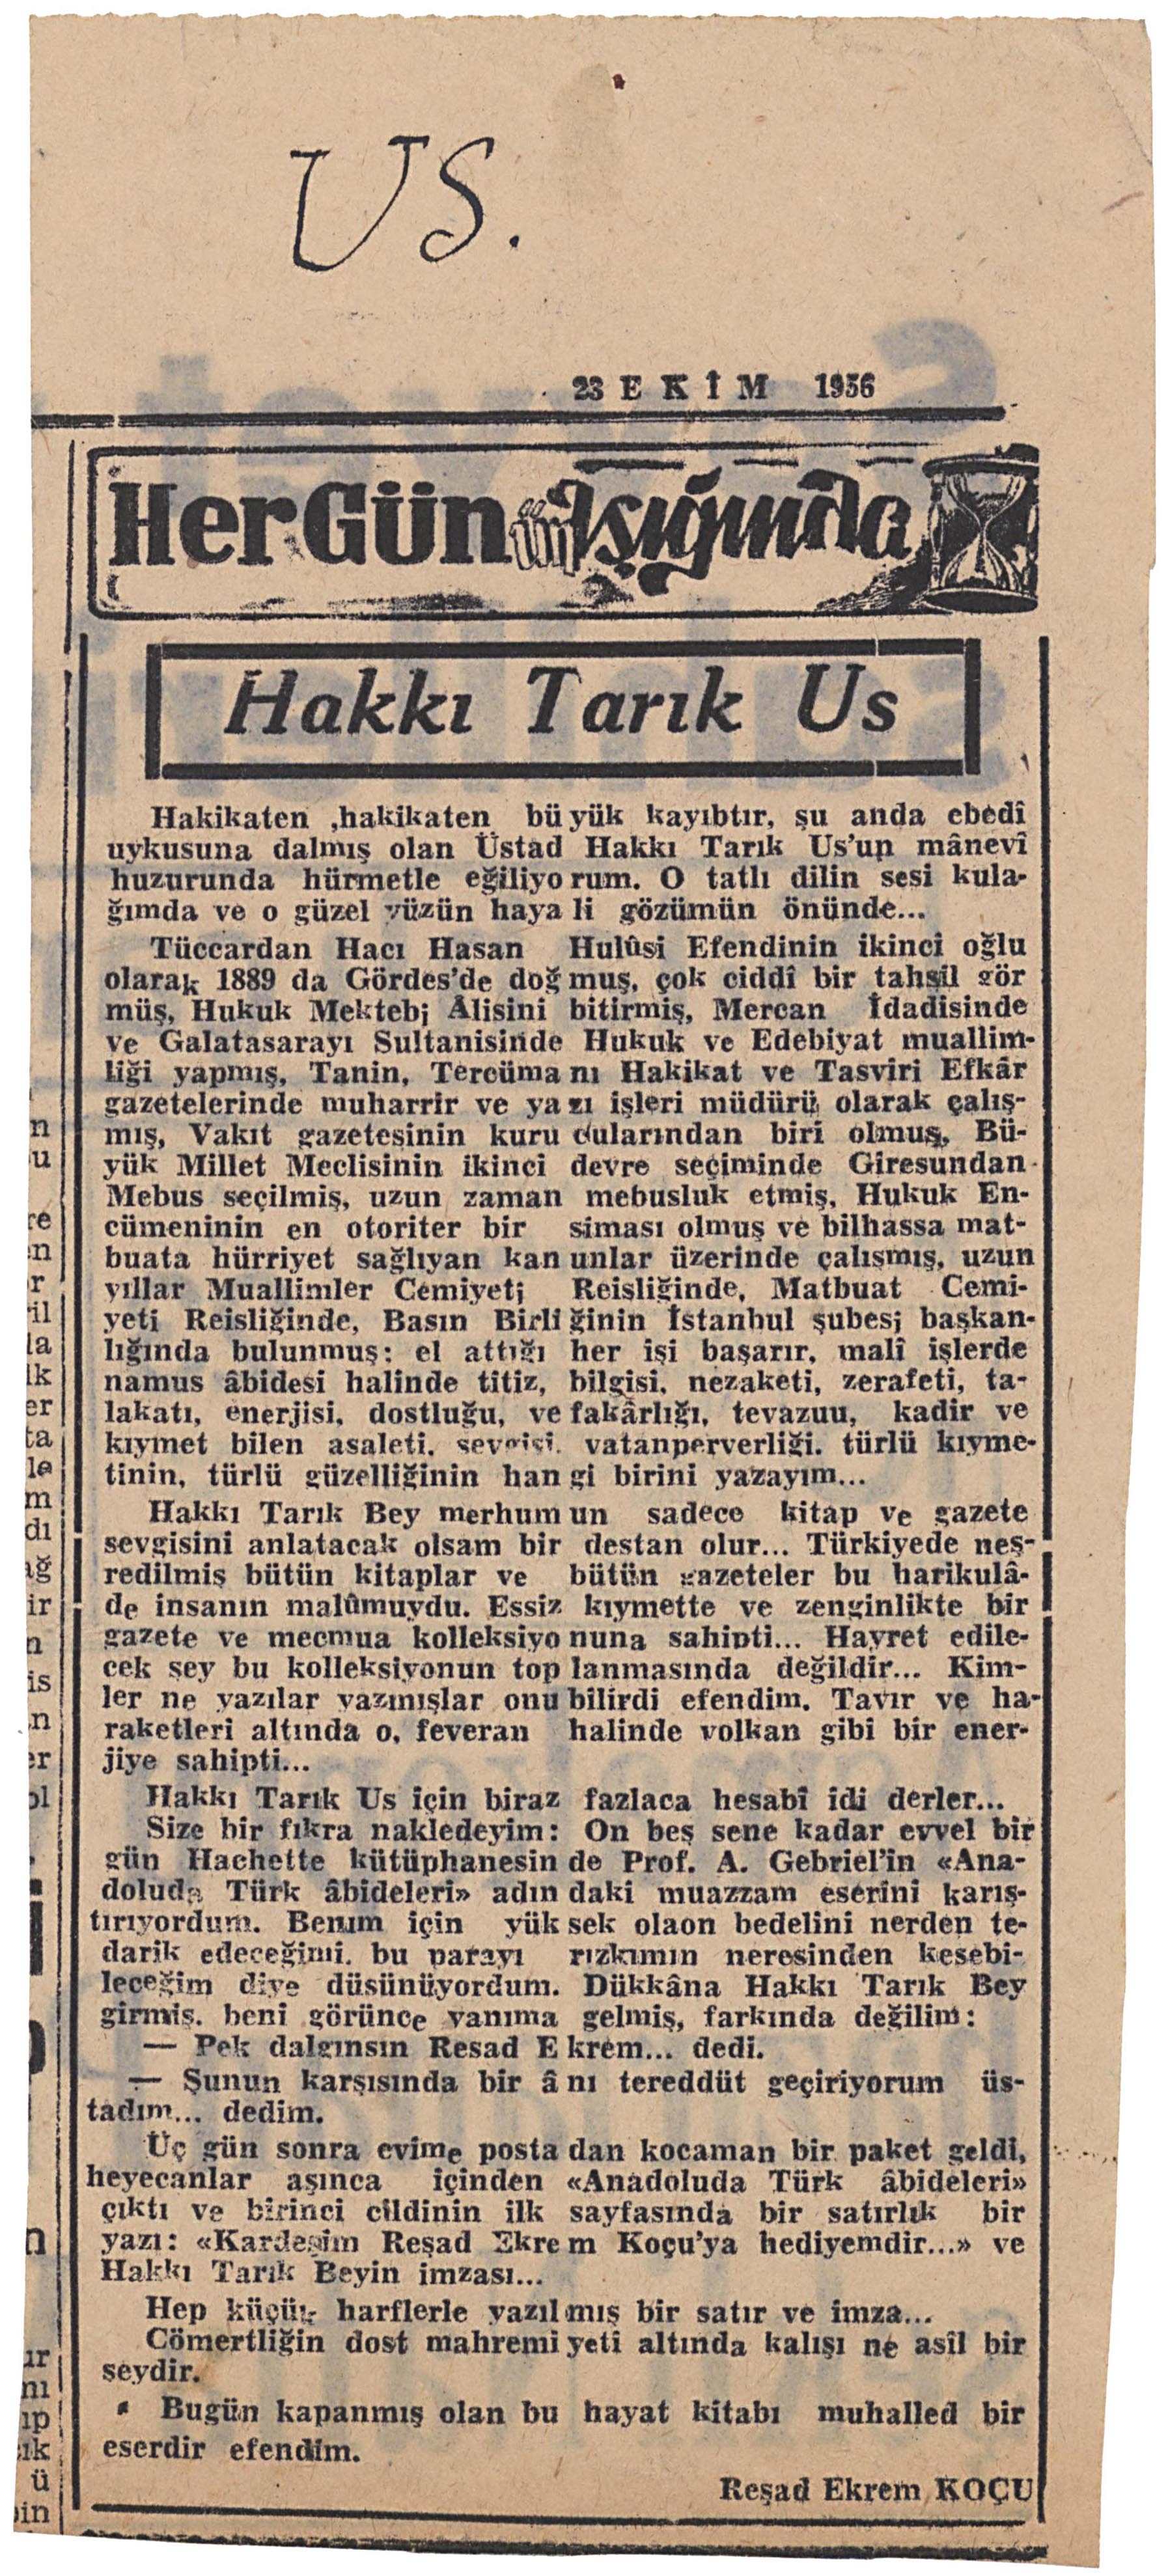 US.
23 EKİM 1956
Her Günün Işığında
Hakkı Tarık Us
Hakikaten ,hakikaten büyük kayıbtır, şu anda ebedî
uykusuna dalmış olan Üstad Hakkı Tarık Us'un mânevî
huzurunda hürmetle eğiliyorum. O tatlı dilin sesi kula-
ğımda ve o güzel yüzün hayali gözümün önünde...
Tüccardan Hacı Hasan Hulûsi Efendinin ikinci oğlu
olarak 1889 da Gördes'de doğmuş, çok ciddî bir tahsil gör
müş, Hukuk Mektebi Âlisini bitirmiş, Mercan İdadisinde
ve Galatasarayı Sultanisinde Hukuk ve Edebiyat muallim-
liği yapmış, Tanin, Tercümanı Hakikat ve Tasviri Efkâr
gazetelerinde muharrir ve yazı işleri müdürü olarak çalış-
mış, Vakıt gazetesinin kurucularından biri olmuş, Bü-
yük Millet Meclisinin ikinci devre seçiminde Giresundan
Mebus seçilmiş, uzun zaman mebusluk etmiş, Hukuk En-
cümeninin en otoriter bir siması olmuş ve bilhassa mat-
buata hürriyet sağlıyan kanunlar üzerinde çalışmış, uzun
yıllar Muallimler Cemiyeti Reisliğinde, Matbuat Cemi-
yeti Reisliğinde, Basın Birliğinin İstanbul şubesi başkan-
lığında bulunmuş: el attığı her işi başarır, malî işlerde
namus âbidesi halinde titiz, bilgisi, nezaketi, zerafeti, ta-
lakatı, enerjisi, dostluğu, vefakârlığı, tevazuu, kadir ve
kıymet bilen asaleti, sevgisi, vatanperverliği, türlü kıyme-
tinin, türlü güzelliğinin hangi birini yazayım...
Hakkı Tarık Bey merhumun sadece kitap ve gazete
sevgisini anlatacak olsam bir destan olur... Türkiyede neş-
redilmiş bütün kitaplar ve bütün gazeteler bu harikulâ-
de insanın malûmuydu. Essiz kıymette ve zenginlikte bir
gazete ve mecmua kolleksiyonuna sahipti... Hayret edile-
cek şey bu kolleksiyonun toplanmasında değildir... Kim-
ler ne yazılar yazmışlar onu bilirdi efendim. Tavır ve ha-
raketleri altında o, feveran halinde volkan gibi bir ener-
jiye sahipti...
Hakkı Tarık Us için biraz fazlaca hesabî idi derler...
Size bir fıkra nakledeyim: On beş sene kadar evvel bir
gün Hachette kütüphanesinde Prof. A. Gebriel'in «Ana-
doluda Türk âbideleri» adındaki muazzam eserini karış-
tırıyordum. Benim için yüksek olaon bedelini nerden te-
darik edeceğimi, bu parayı rızkımın neresinden kesebi-
leceğim diye düsünüyordum. Dükkâna Hakkı Tarık Bey
girmiş, beni görünce yanıma gelmiş, farkında değilim:
— Pek dalgınsın Resad Ekrem... dedi.
— Şunun karşısında bir ânı tereddüt geçiriyorum üs-
tadım... dedim.
Üç gün sonra evime postadan kocaman bir paket geldi,
heyecanlar aşınca içinden «Anadoluda Türk âbideleri»
çıktı ve birinci cildinin ilk sayfasında bir satırlık bir
yazı: «Kardeşim Reşad Ekrem Koçu'ya hediyemdir...» ve
Hakkı Tarık Beyin imzası...
Hep küçük harflerle yazılmış bir satır ve imza...
Cömertliğin dost mahremiyeti altında kalışı ne asîl bir
seydir.
Bugün kapanmış olan bu hayat kitabı muhalled bir
eserdir efendim.
Reşad Ekrem KOÇU